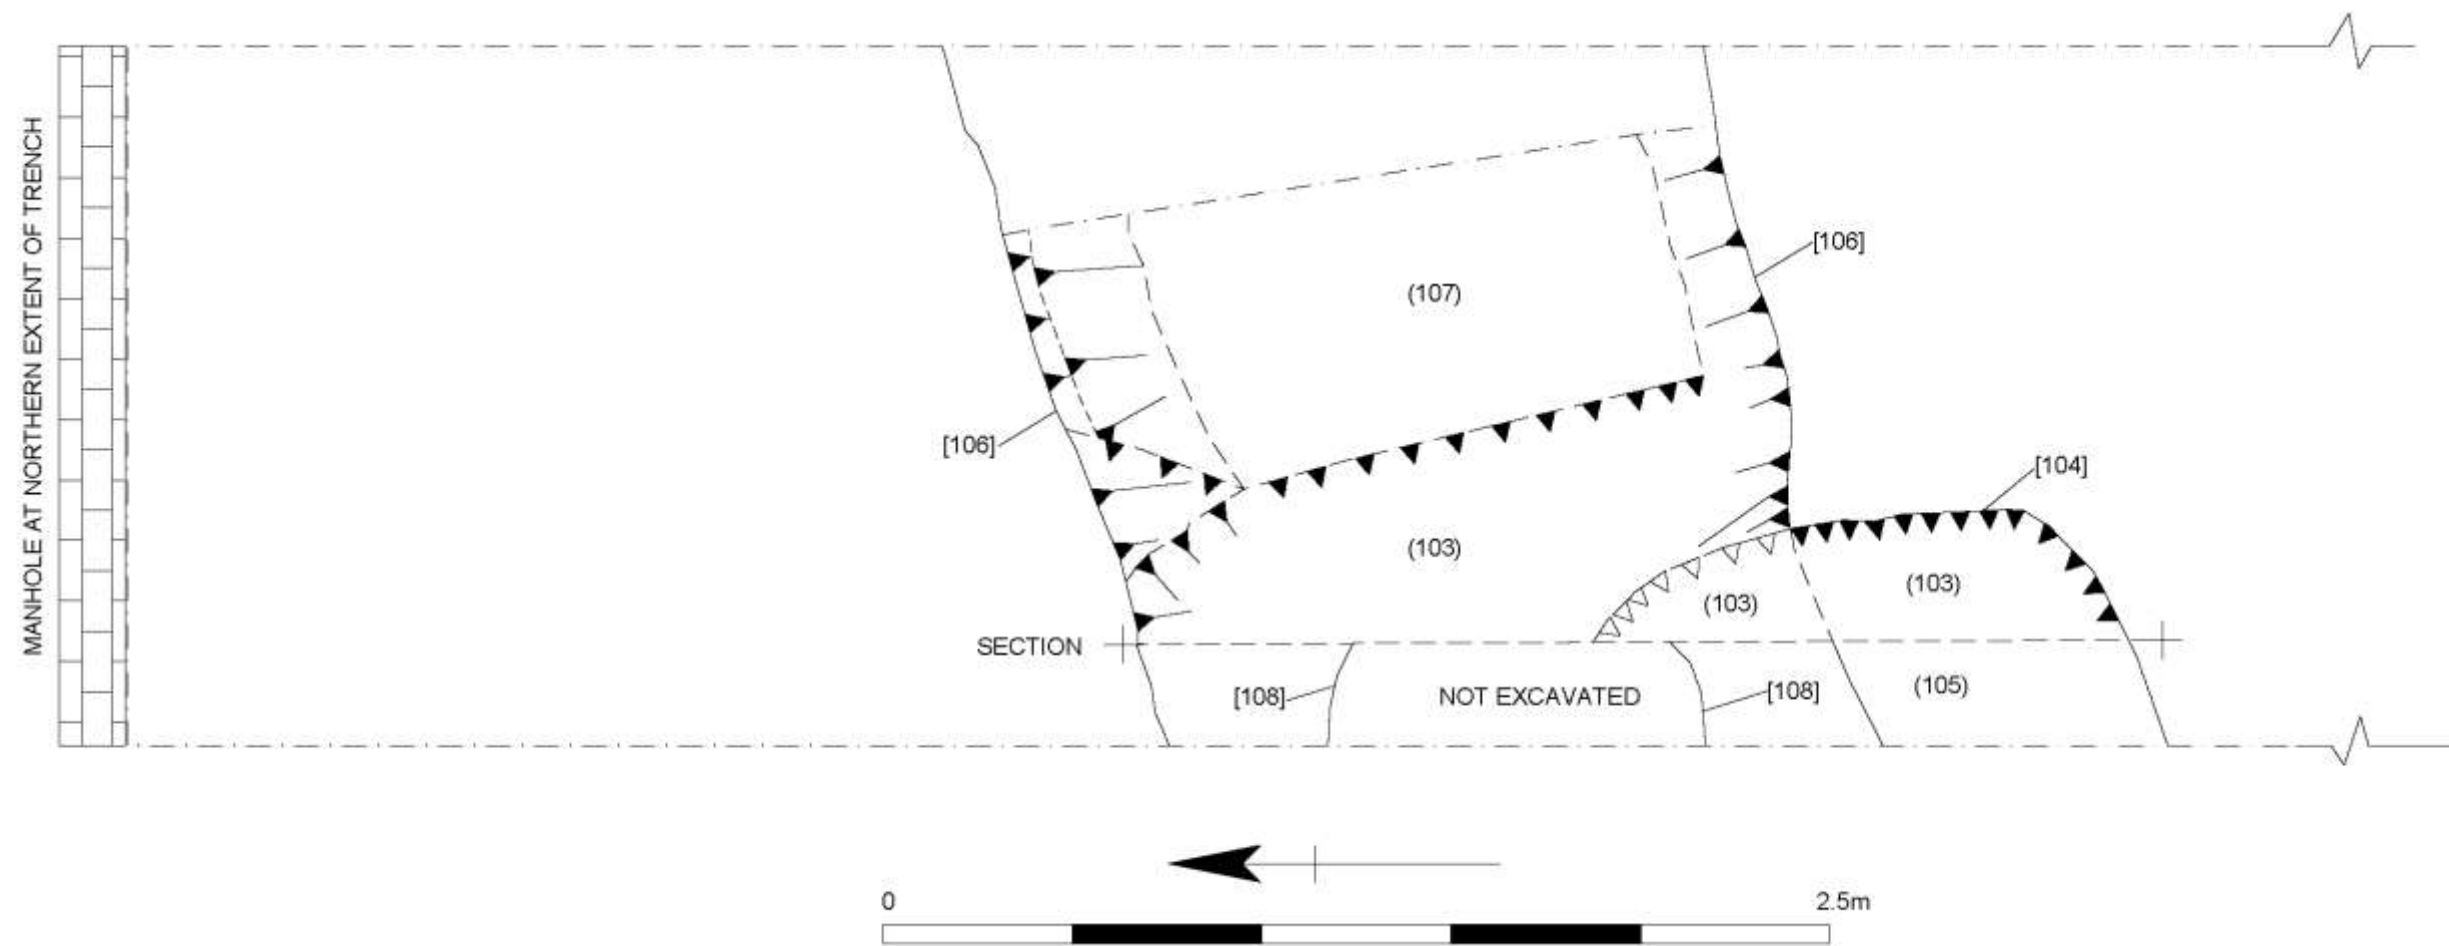 MANHOLE AT NORTHERN EXTENT OF TRENCH
[106]
(107)
[106]
[104]
(103)
(103)
(103)
SECTION
[108]
NOT EXCAVATED
[108]
(105)
0
2.5m